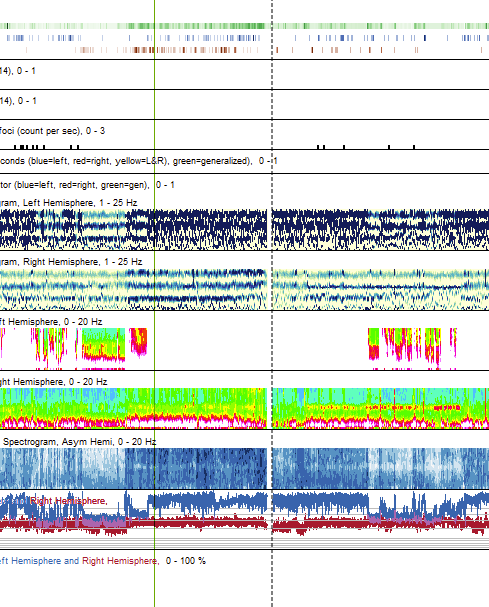 14), 0 - 1
14), 0 - 1
foci (count per sec), 0 - 3
conds (blue=left, red=right, yellow=L&R), green=generalized), 0 - 1
tor (blue=left, red=right, green=gen), 0 - 1
gram, Left Hemisphere, 1 - 25 Hz
gram, Right Hemisphere, 1 - 25 Hz
ft Hemisphere, 0 - 20 Hz
ght Hemisphere, 0 - 20 Hz
Spectrogram, Asym Hemi, 0 - 20 Hz
Right Hemisphere,
eft Hemisphere and Right Hemisphere, 0 - 100 %